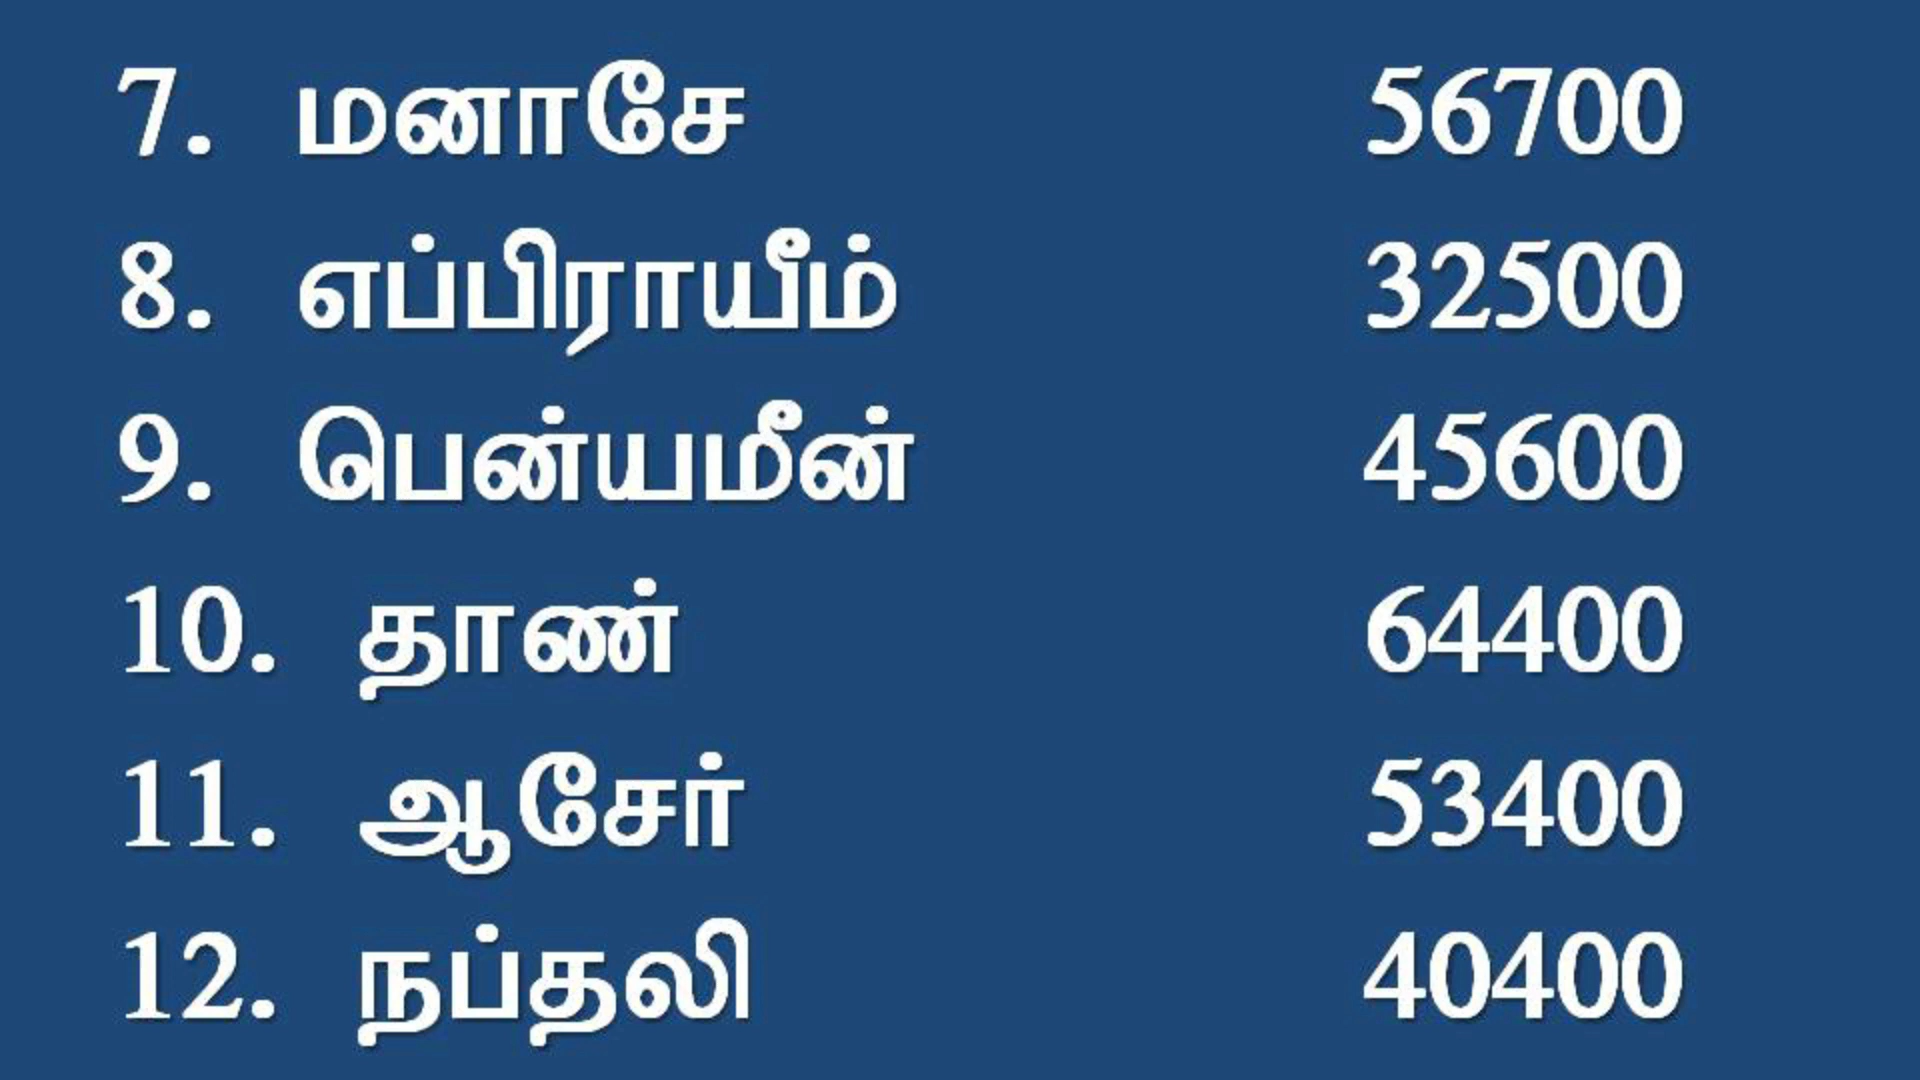 7. மனாசே 56700
8. எப்பிராயீம் 32500
9. பென்யமீன் 45600
10. தாண் 64400
11. ஆசேர் 53400
12. நப்தலி 40400